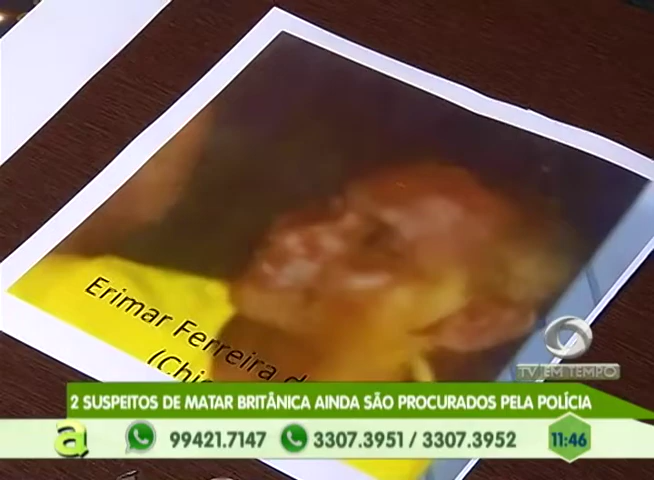 Erimar Ferreira d
(Chi
TV EM TEMPO
2 SUSPEITOS DE MATAR BRITÂNICA AINDA SÃO PROCURADOS PELA POLÍCIA
a 99421.7147 3307.3951 / 3307.3952 11:46